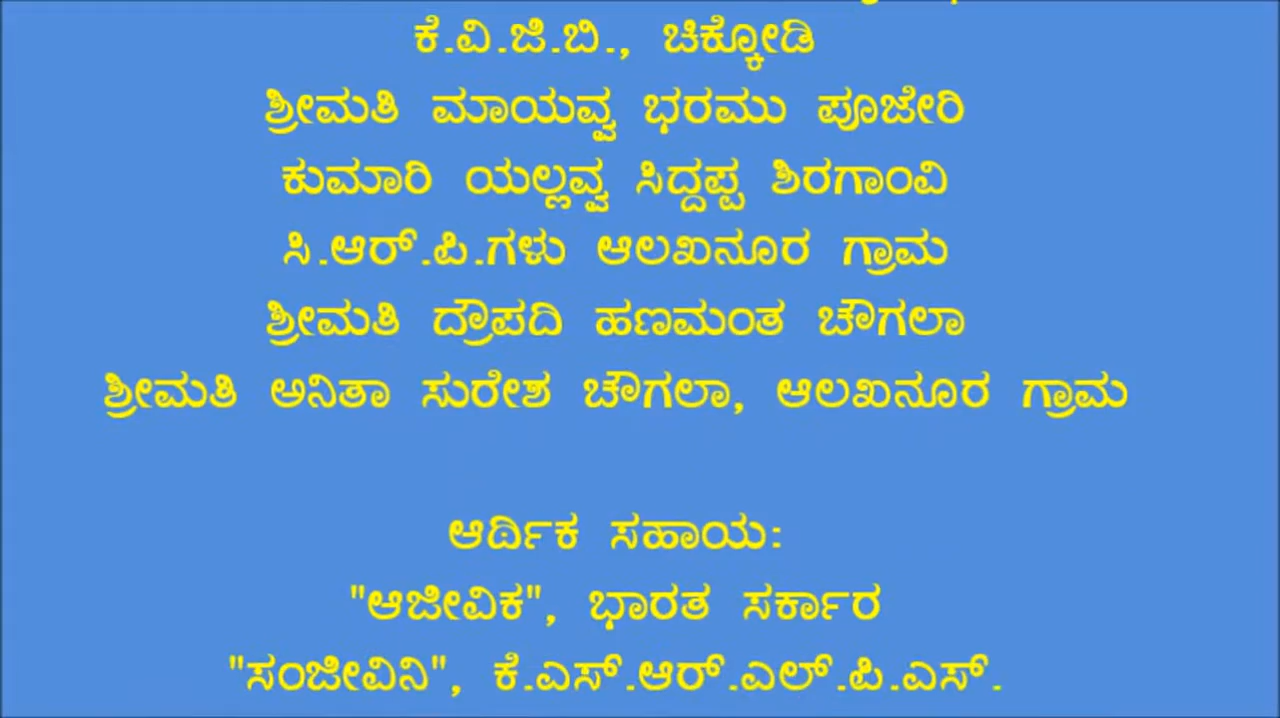 ಕೆ.ವಿ.ಜಿ.ಬಿ., ಚಿಕ್ಕೋಡಿ
ಶ್ರೀಮತಿ ಮಾಯವ್ವ ಭರಮು ಪೂಜೇರಿ
ಕುಮಾರಿ ಯಲ್ಲವ್ವ ಸಿದ್ದಪ್ಪ ಶಿರಗಾಂವಿ
ಸಿ.ಆರ್.ಪಿ.ಗಳು ಆಲಖನೂರ ಗ್ರಾಮ
ಶ್ರೀಮತಿ ದ್ರೌಪದಿ ಹಣಮಂತ ಚೌಗಲಾ
ಶ್ರೀಮತಿ ಅನಿತಾ ಸುರೇಶ ಚೌಗಲಾ, ಆಲಖನೂರ ಗ್ರಾಮ
ಆರ್ಥಿಕ ಸಹಾಯ:
"ಆಜೀವಿಕ", ಭಾರತ ಸರ್ಕಾರ
"ಸಂಜೀವಿನಿ", ಕೆ.ಎಸ್.ಆರ್.ಎಲ್.ಪಿ.ಎಸ್.